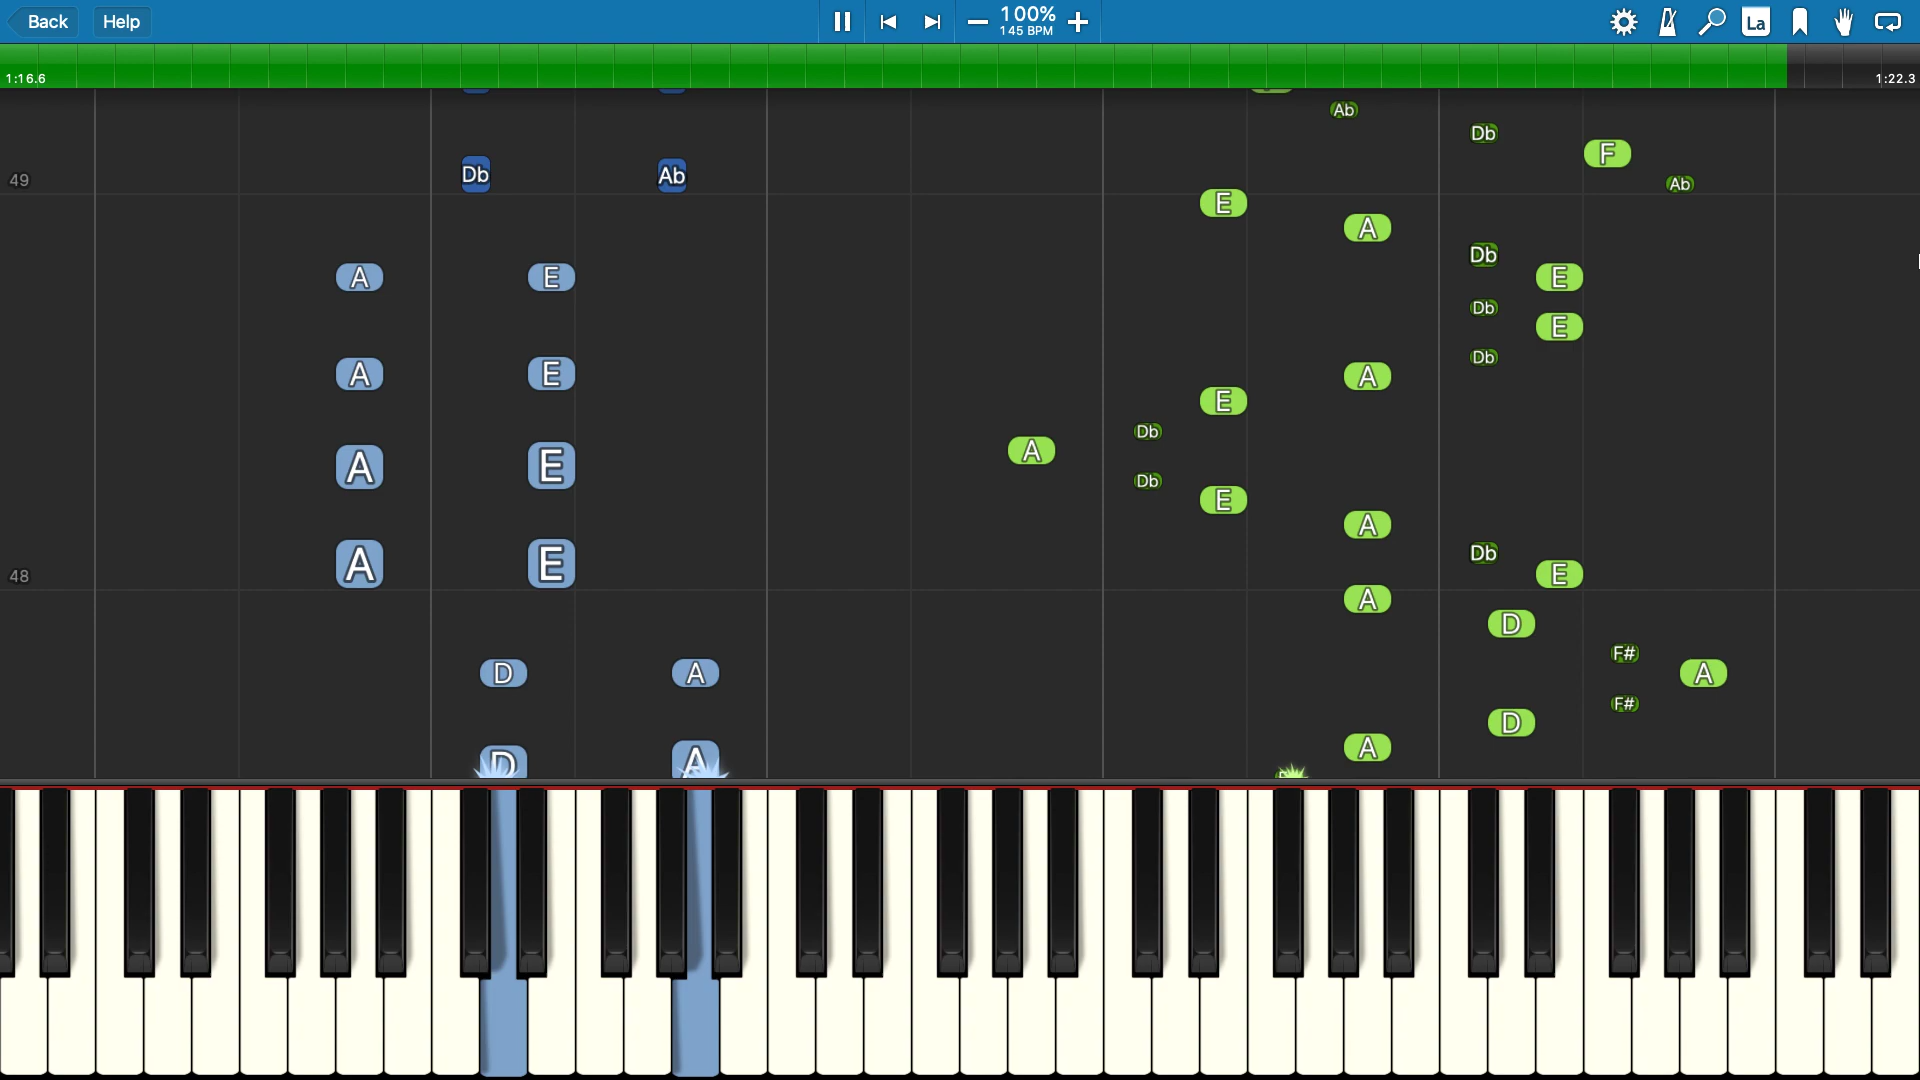 Back Help 100% La
145 BPM
1:16.6 1:22.3
Ab
Db
F
Db Ab 49 Ab
E
A
Db
A E E
Db
E
Db
A E A
E
Db
A E A
Db
E
A
Db
A E 48 E
A
D
F#
D A A
F#
D
A
D A